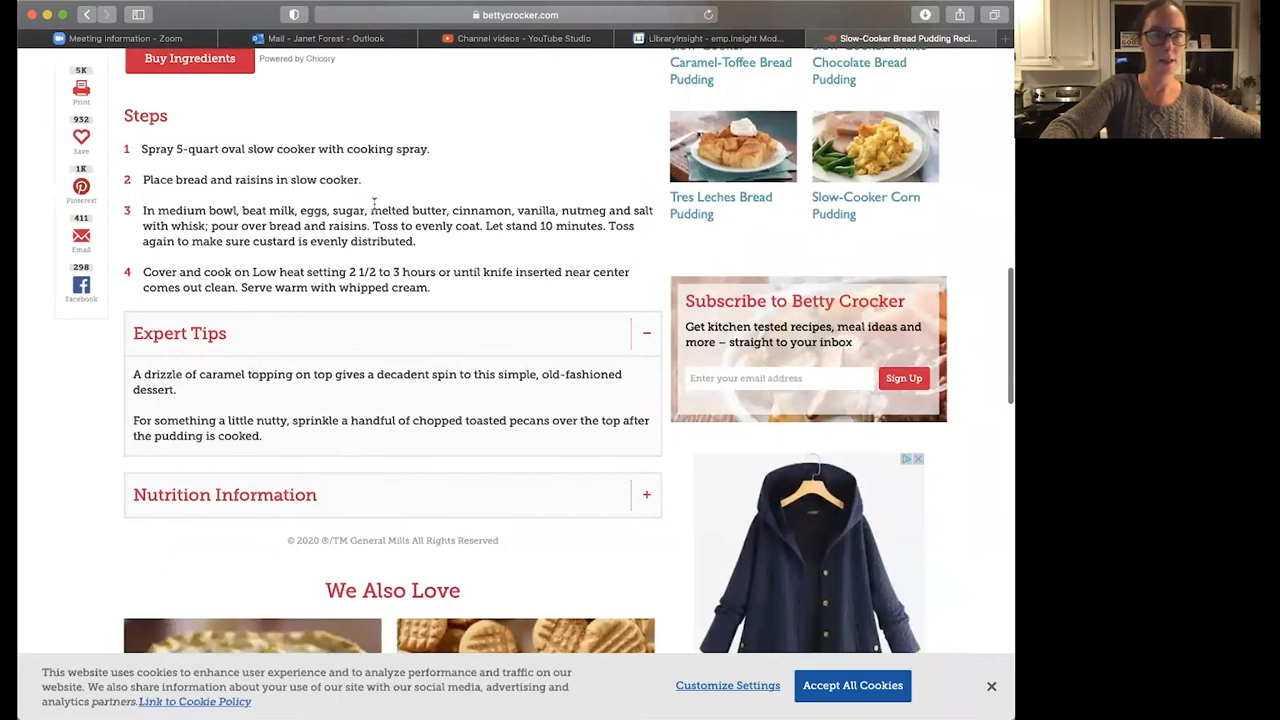 bettycrocker.com
Meeting Information - Zoom
Mail - Janet Forest - Outlook
Channel videos - YouTube Studio
LibraryInsight - emp.Insight Mod...
Slow-Cooker Bread Pudding Reci...
Buy Ingredients
Powered by Chicory
5K
Print
932
Save
1K
Pinterest
411
Email
298
Facebook
Steps
1 Spray 5-quart oval slow cooker with cooking spray.
2 Place bread and raisins in slow cooker.
3 In medium bowl, beat milk, eggs, sugar, melted butter, cinnamon, vanilla, nutmeg and salt
with whisk; pour over bread and raisins. Toss to evenly coat. Let stand 10 minutes. Toss
again to make sure custard is evenly distributed.
4 Cover and cook on Low heat setting 2 1/2 to 3 hours or until knife inserted near center
comes out clean. Serve warm with whipped cream.
Expert Tips
A drizzle of caramel topping on top gives a decadent spin to this simple, old-fashioned
dessert.
For something a little nutty, sprinkle a handful of chopped toasted pecans over the top after
the pudding is cooked.
Nutrition Information
© 2020 ®/TM General Mills All Rights Reserved
We Also Love
Caramel-Toffee Bread
Pudding
Chocolate Bread
Pudding
Tres Leches Bread
Pudding
Slow-Cooker Corn
Pudding
Subscribe to Betty Crocker
Get kitchen tested recipes, meal ideas and
more – straight to your inbox
Enter your email address
Sign Up
This website uses cookies to enhance user experience and to analyze performance and traffic on our
website. We also share information about your use of our site with our social media, advertising and
analytics partners. Link to Cookie Policy
Customize Settings
Accept All Cookies